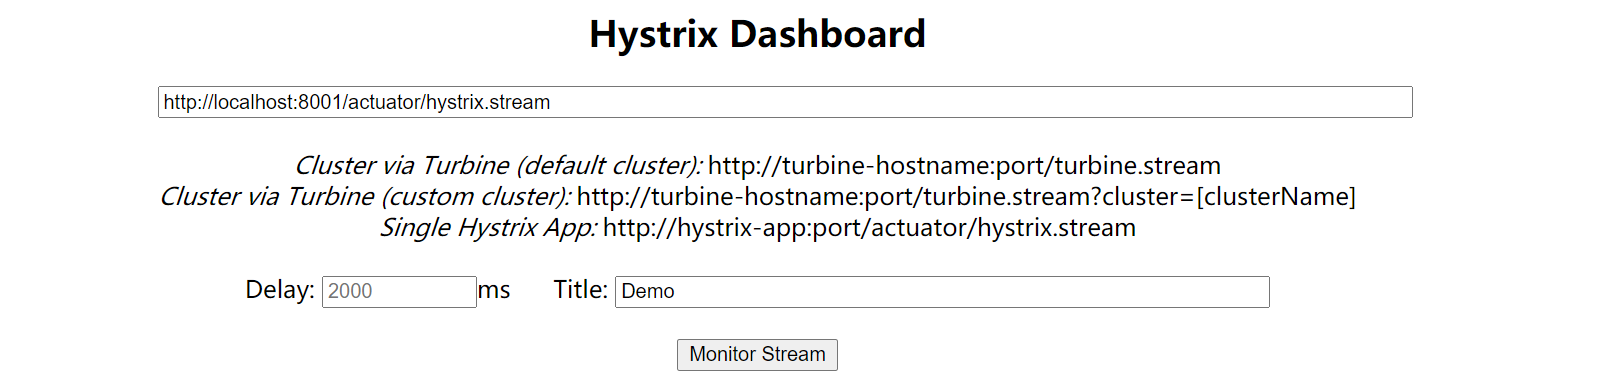 Hystrix Dashboard
http://localhost:8001/actuator/hystrix.stream
Cluster via Turbine (default cluster): http://turbine-hostname:port/turbine.stream
Cluster via Turbine (custom cluster): http://turbine-hostname:port/turbine.stream?cluster=[clusterName]
Single Hystrix App: http://hystrix-app:port/actuator/hystrix.stream
Delay: 2000 ms Title: Demo
Monitor Stream